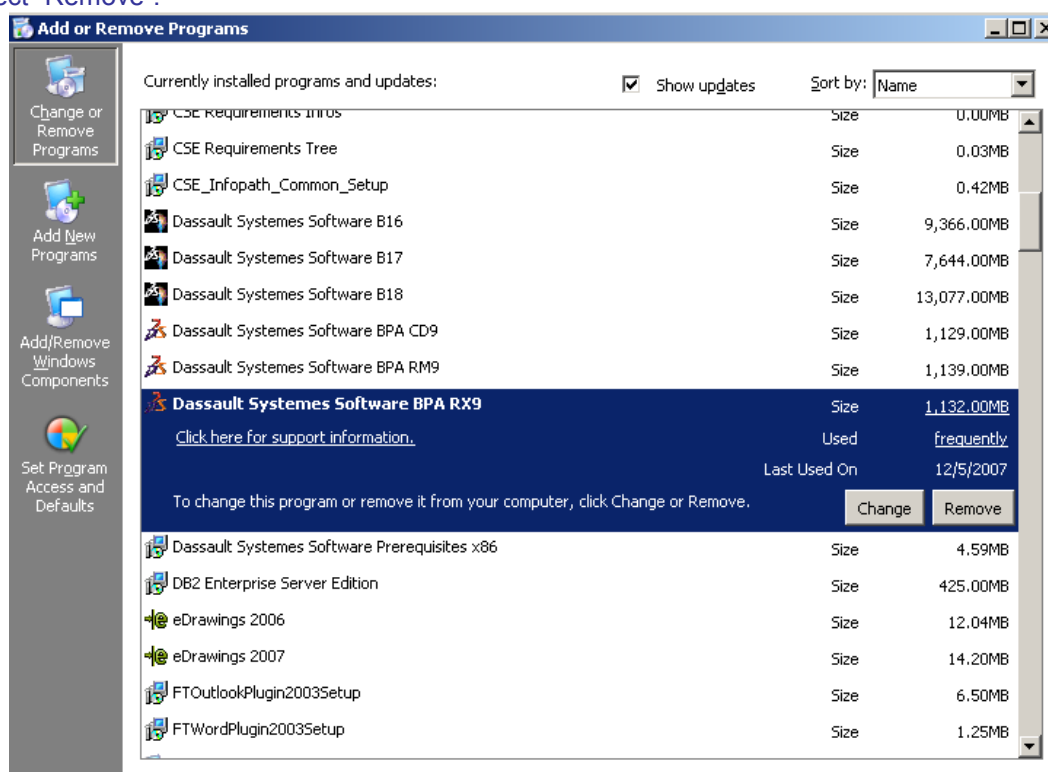 "Remove".
Add or Remove Programs
Change or
Remove
Programs
Add New
Programs
Add/Remove
Windows
Components
Set Program
Access and
Defaults
Currently installed programs and updates: Show updates Sort by: Name
CSE Requirements Infos Size 0.00MB
CSE Requirements Tree Size 0.03MB
CSE_Infopath_Common_Setup Size 0.42MB
Dassault Systemes Software B16 Size 9,366.00MB
Dassault Systemes Software B17 Size 7,644.00MB
Dassault Systemes Software B18 Size 13,077.00MB
Dassault Systemes Software BPA CD9 Size 1,129.00MB
Dassault Systemes Software BPA RM9 Size 1,139.00MB
Dassault Systemes Software BPA RX9 Size 1,132.00MB
Click here for support information. Used frequently
Last Used On 12/5/2007
To change this program or remove it from your computer, click Change or Remove. Change Remove
Dassault Systemes Software Prerequisites x86 Size 4.59MB
DB2 Enterprise Server Edition Size 425.00MB
eDrawings 2006 Size 12.04MB
eDrawings 2007 Size 14.20MB
FTOutlookPlugin2003Setup Size 6.50MB
FTWordPlugin2003Setup Size 1.25MB